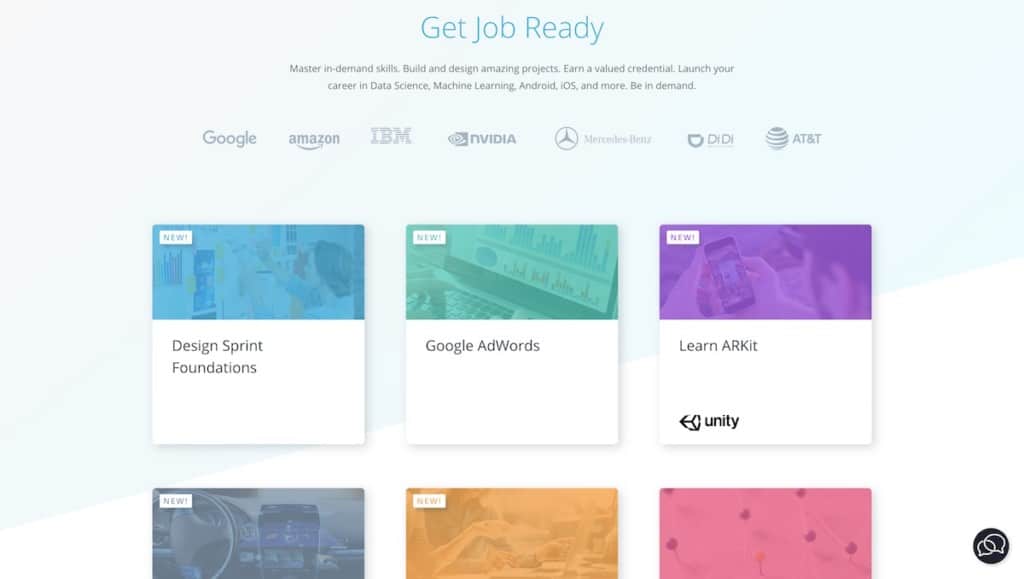 Get Job Ready
Master in-demand skills. Build and design amazing projects. Earn a valued credential. Launch your
career in Data Science, Machine Learning, Android, iOS, and more. Be in demand.
Google amazon IBM NVIDIA Mercedes-Benz DiDi AT&T
NEW! NEW! NEW!
Design Sprint
Foundations
Google AdWords
Learn ARKit
unity
NEW! NEW!